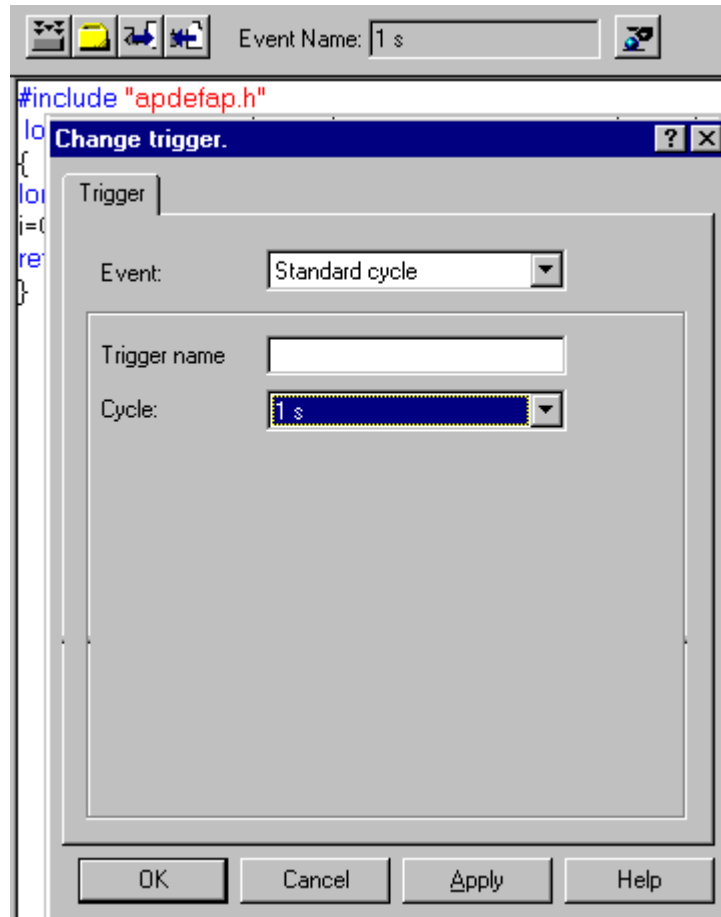 Event Name: 1 s
#include "apdefap.h"
lo
Change trigger.
{
lo
Trigger
i=
re
Event: Standard cycle
}
Trigger name
Cycle: 1 s
OK Cancel Apply Help